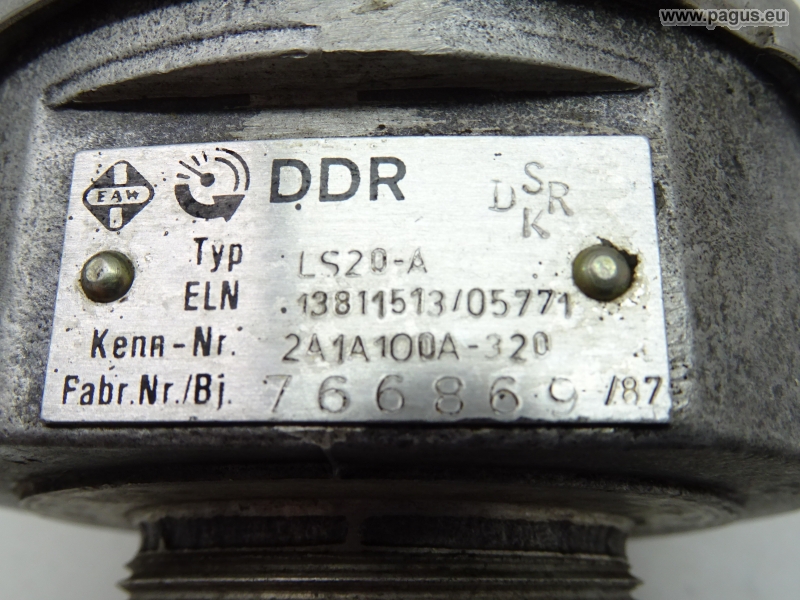 www.pagus.eu
EAW DDR DSRK
Typ LS20-A
ELN 13811513/05771
Kenn-Nr. 2A1A100A-320
Fabr.Nr./Bj. 766869 /87